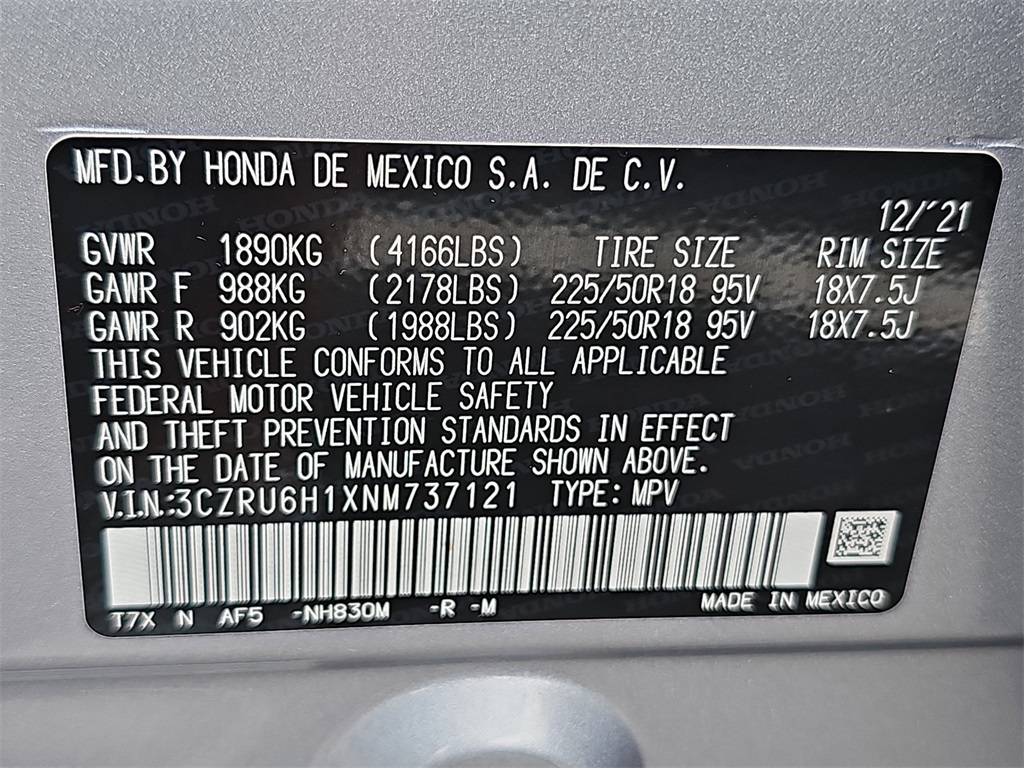 MFD.BY HONDA DE MEXICO S.A. DE C.V.
12/'21
GVWR 1890KG (4166LBS) TIRE SIZE RIM SIZE
GAWR F 988KG (2178LBS) 225/50R18 95V 18X7.5J
GAWR R 902KG (1988LBS) 225/50R18 95V 18X7.5J
THIS VEHICLE CONFORMS TO ALL APPLICABLE
FEDERAL MOTOR VEHICLE SAFETY
AND THEFT PREVENTION STANDARDS IN EFFECT
ON THE DATE OF MANUFACTURE SHOWN ABOVE.
V.I.N.:3CZRU6H1XNM737121 TYPE: MPV
T7X N AF5 -NH830M -R -M MADE IN MEXICO